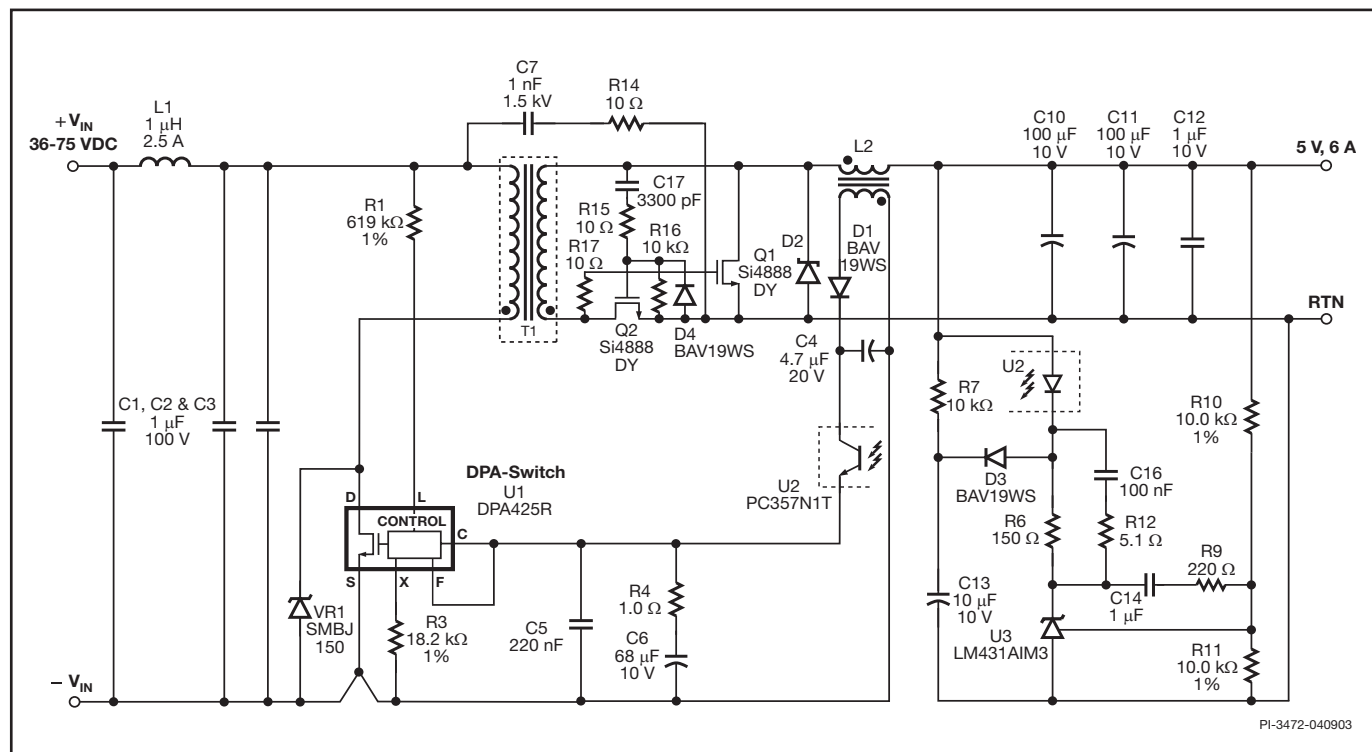 C7
1 nF
1.5 kV
R14
10 Ω
L1
1 µH
2.5 A
+ V_IN
36-75 VDC
C10
100 µF
10 V
C11
100 µF
10 V
C12
1 µF
10 V
5 V, 6 A
L2
R1
619 kΩ
1%
C17
3300 pF
R15
10 Ω
R16
10 kΩ
R17
10 Ω
Q1
Si4888
DY
D2
D1
BAV
19WS
RTN
T1
Q2
Si4888
DY
D4
BAV19WS
C4
4.7 µF
20 V
U2
R7
10 kΩ
R10
10.0 kΩ
1%
C1, C2 & C3
1 µF
100 V
D3
BAV19WS
C16
100 nF
U2
PC357N1T
DPA-Switch
U1
DPA425R
D
L
CONTROL
C
S
X
F
R6
150 Ω
R12
5.1 Ω
R9
220 Ω
VR1
SMBJ
150
R3
18.2 kΩ
1%
C5
220 nF
R4
1.0 Ω
C6
68 µF
10 V
C13
10 µF
10 V
C14
1 µF
U3
LM431AIM3
R11
10.0 kΩ
1%
− V_IN
PI-3472-040903